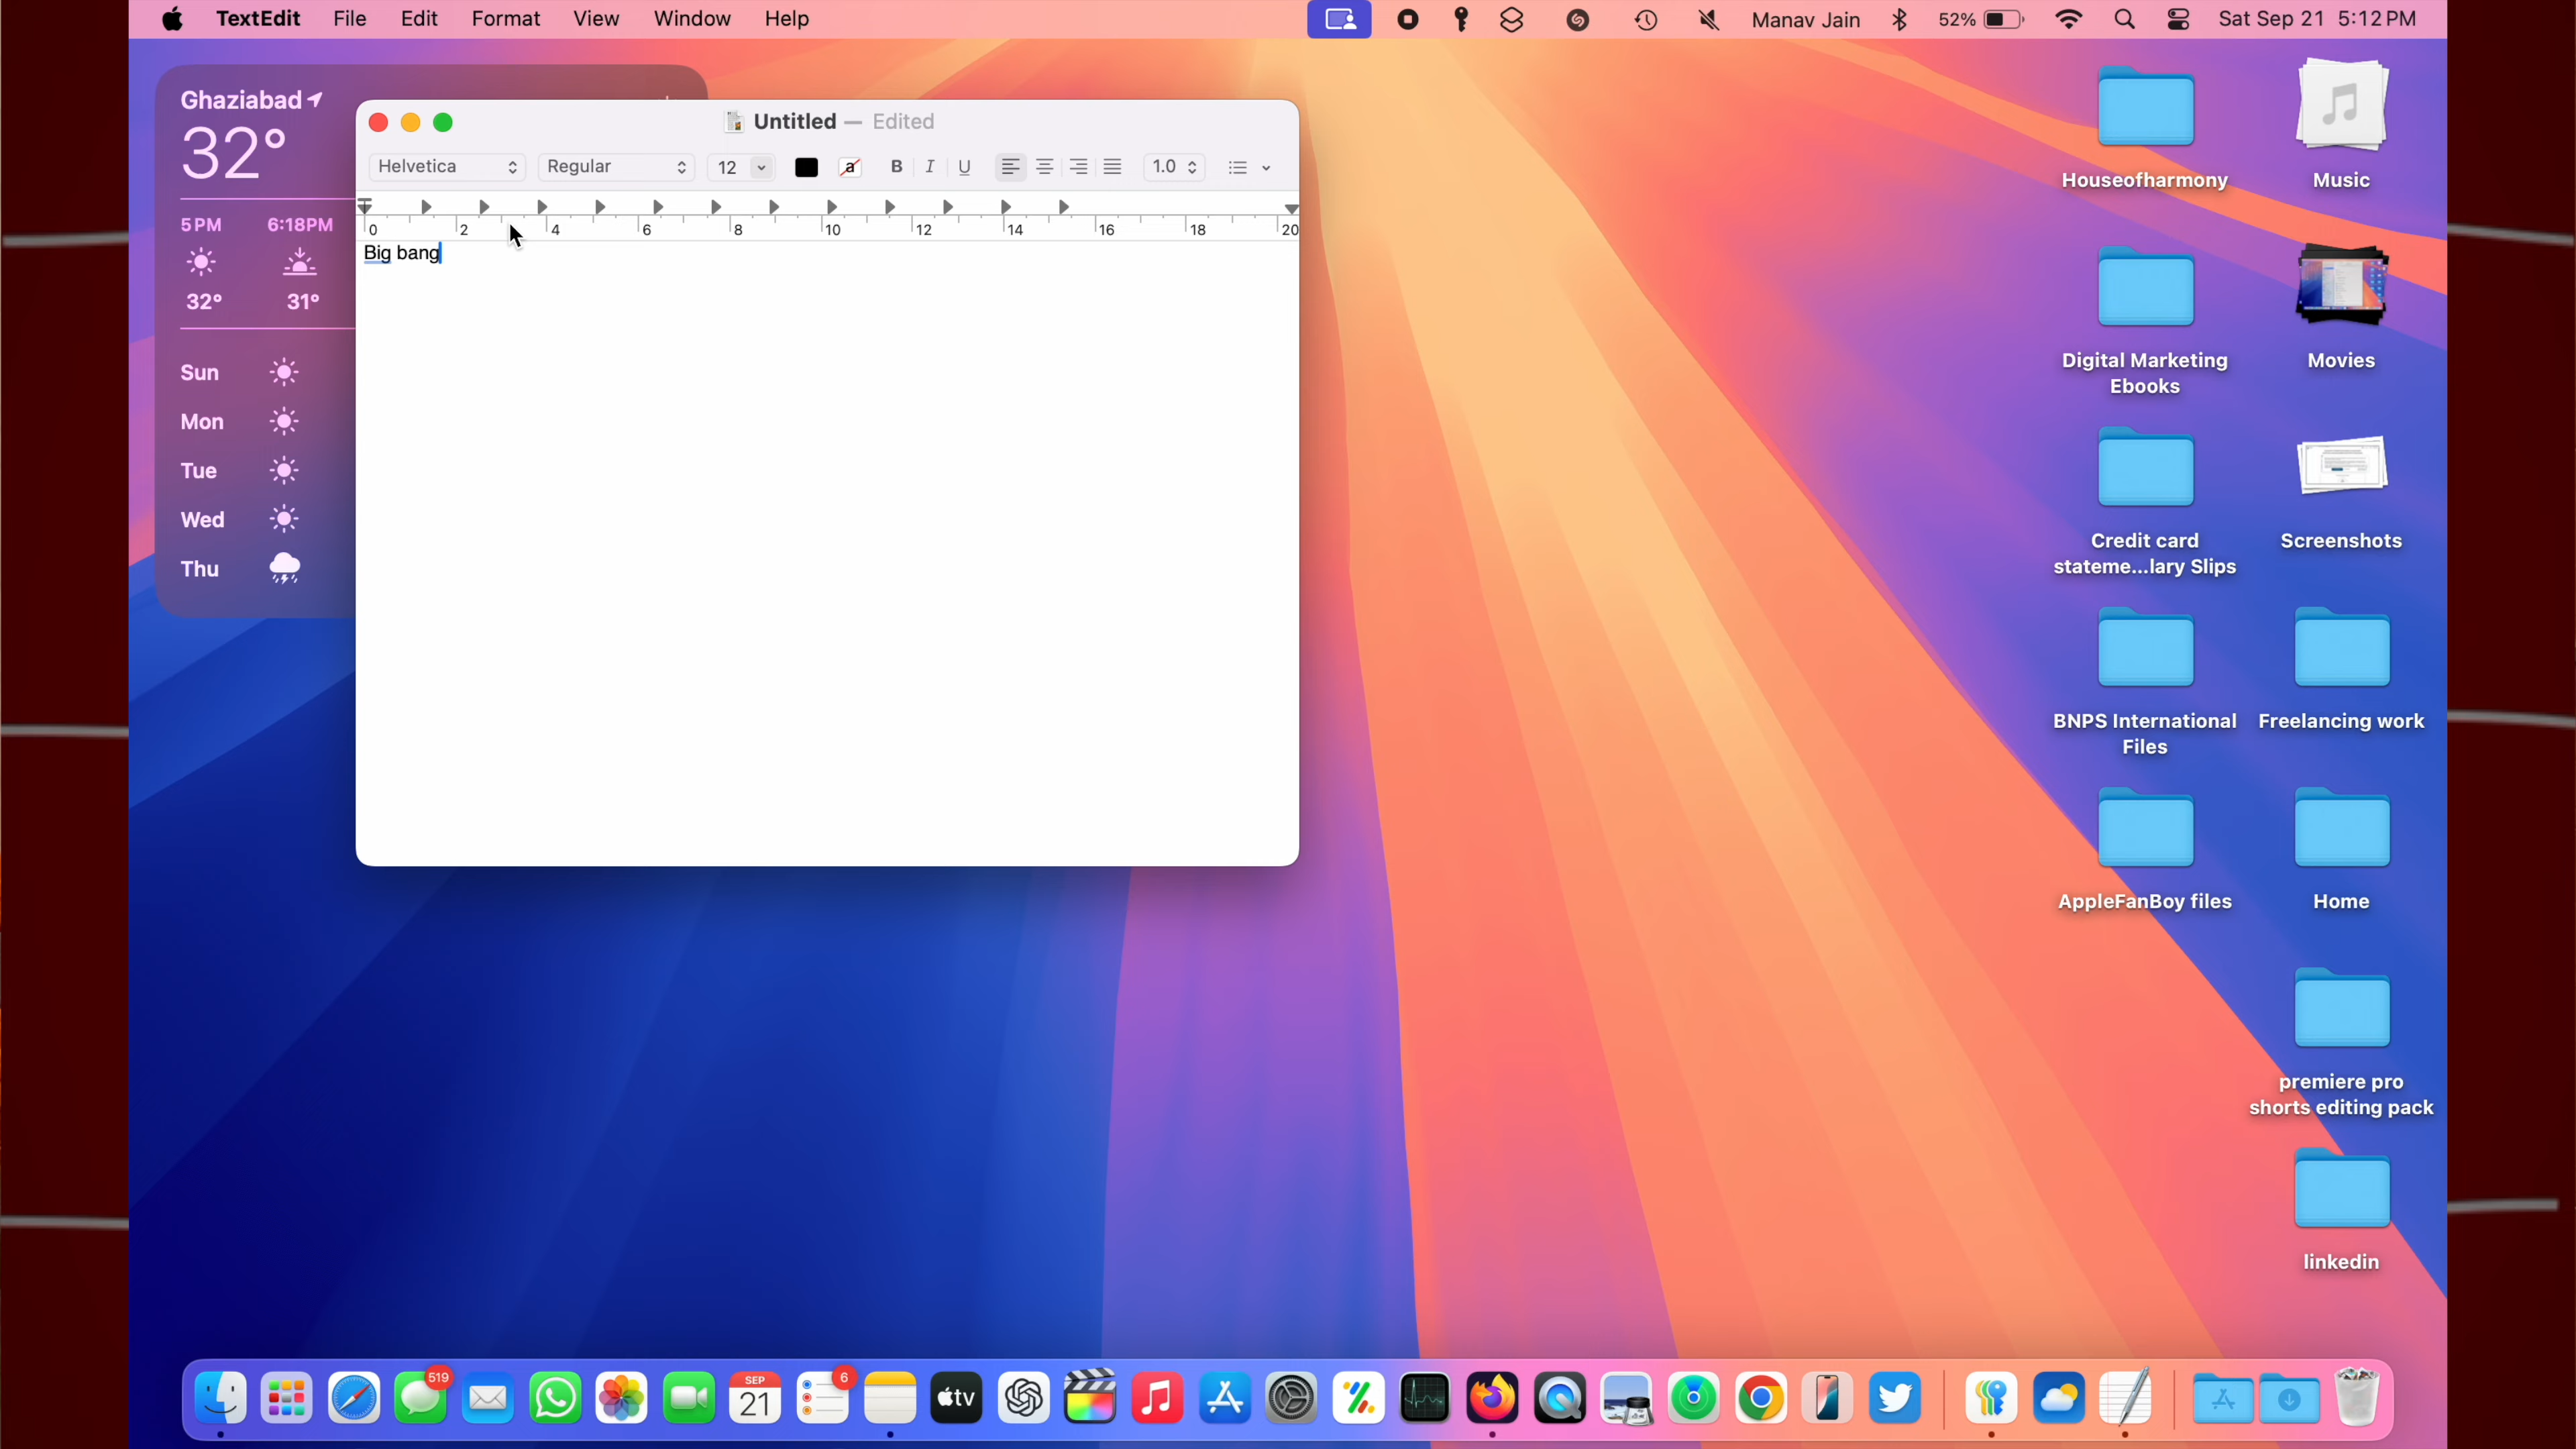 TextEdit File Edit Format View Window Help
Manav Jain 52% Sat Sep 21 5:12 PM
Ghaziabad
32°
5 PM 6:18PM
32° 31°
Sun
Mon
Tue
Wed
Thu
Untitled — Edited
Helvetica Regular 12 a B I U 1.0
0 2 4 6 8 10 12 14 16 18 20
Big bang
Houseofharmony
Music
Digital Marketing
Ebooks
Movies
Credit card
stateme...lary Slips
Screenshots
BNPS International
Files
Freelancing work
AppleFanBoy files
Home
premiere pro
shorts editing pack
linkedin
519
SEP
21
6
tv